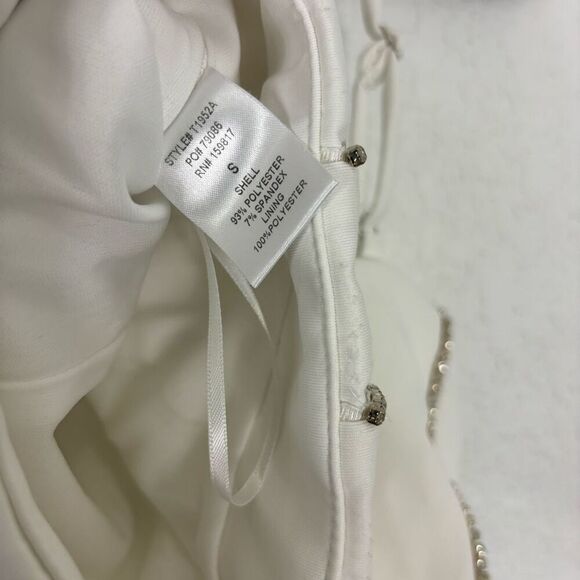 STYLE# T1952A
PO# 79086
RN# 159817
S
SHELL
93% POLYESTER
7% SPANDEX
LINING
100%POLYESTER